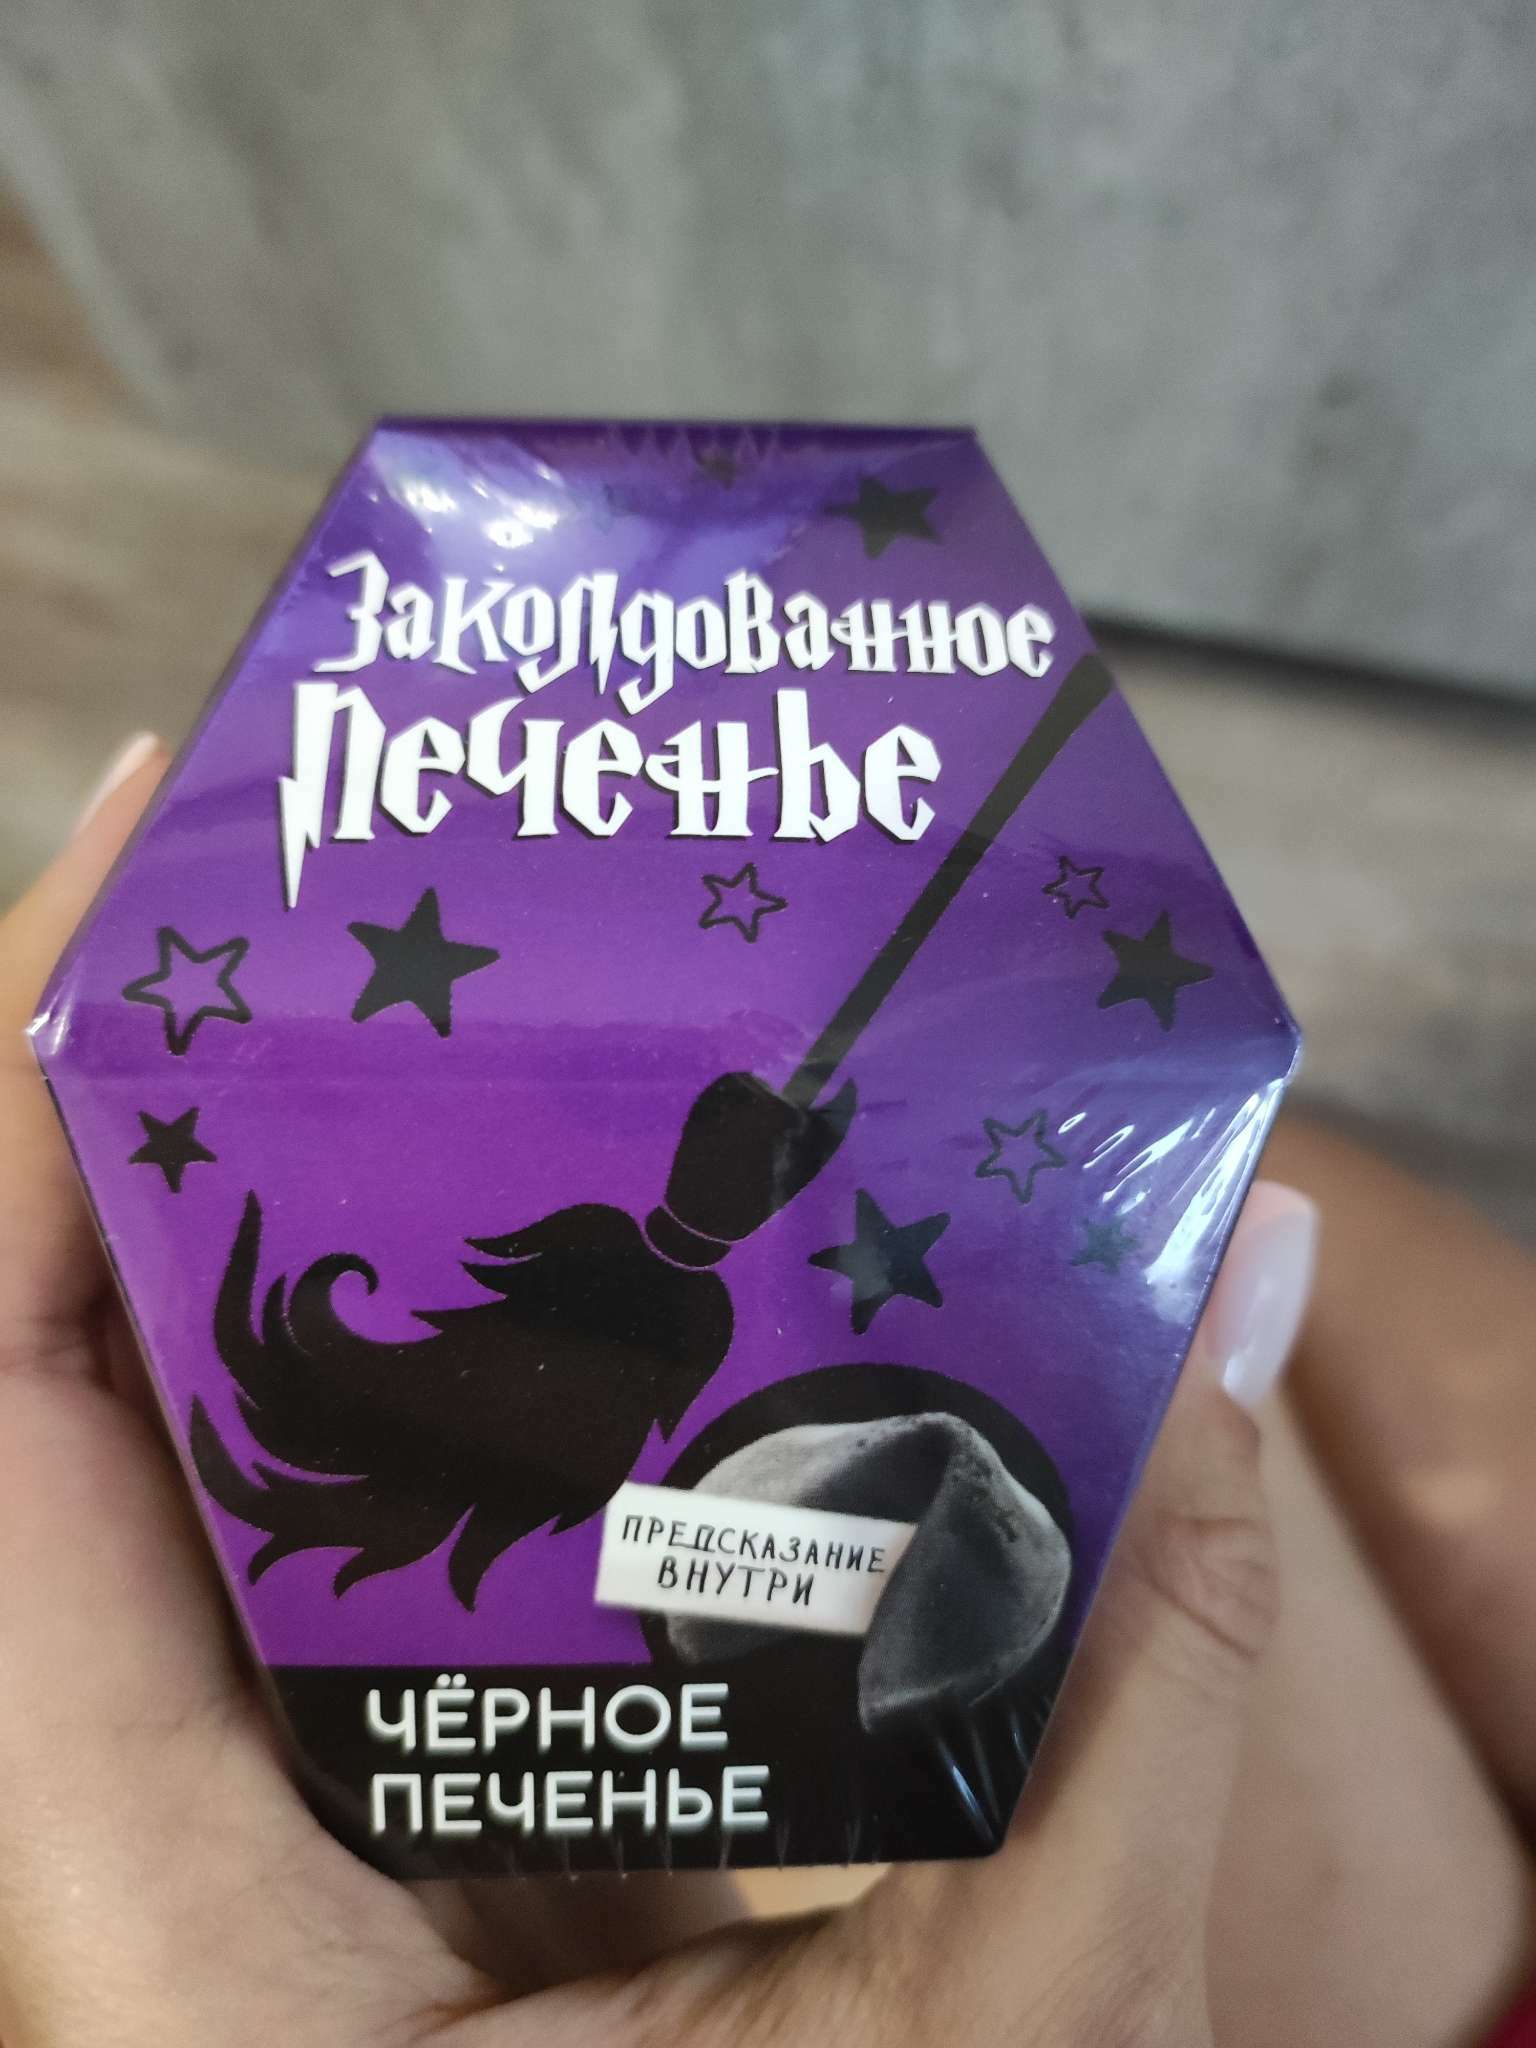 Заколдованное
Печенье
ПРЕДСКАЗАНИЕ
ВНУТРИ
ЧЁРНОЕ
ПЕЧЕНЬЕ